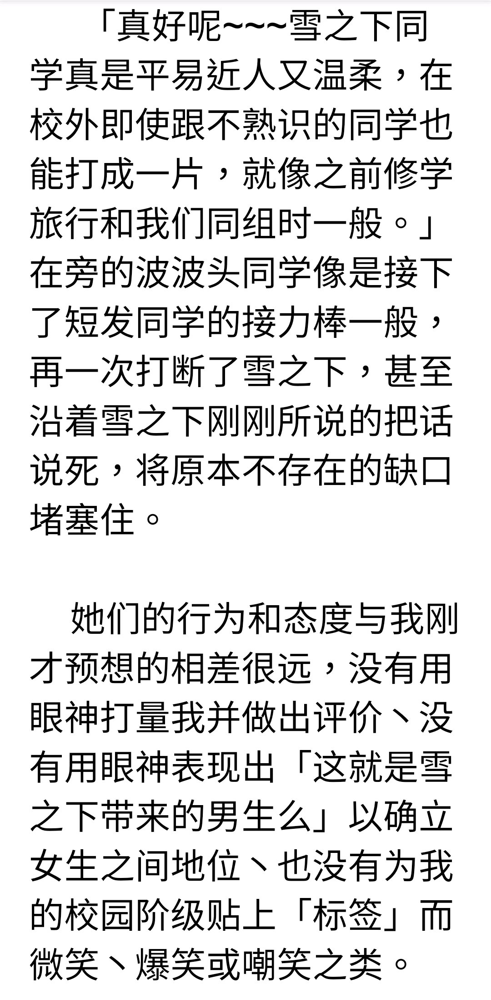 「真好呢~~~雪之下同
学真是平易近人又温柔，在
校外即使跟不熟识的同学也
能打成一片，就像之前修学
旅行和我们同组时一般。」
在旁的波波头同学像是接下
了短发同学的接力棒一般，
再一次打断了雪之下，甚至
沿着雪之下刚刚所说的把话
说死，将原本不存在的缺口
堵塞住。
她们的行为和态度与我刚
才预想的相差很远，没有用
眼神打量我并做出评价丶没
有用眼神表现出「这就是雪
之下带来的男生么」以确立
女生之间地位丶也没有为我
的校园阶级贴上「标签」而
微笑丶爆笑或嘲笑之类。